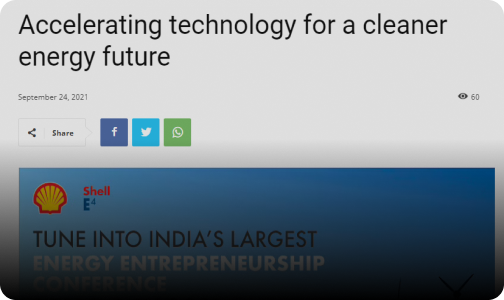 Accelerating technology for a cleaner
energy future
September 24, 2021
60
Share
Shell
E4
TUNE INTO INDIA'S LARGEST
ENERGY ENTREPRENEURSHIP
CONFERENCE